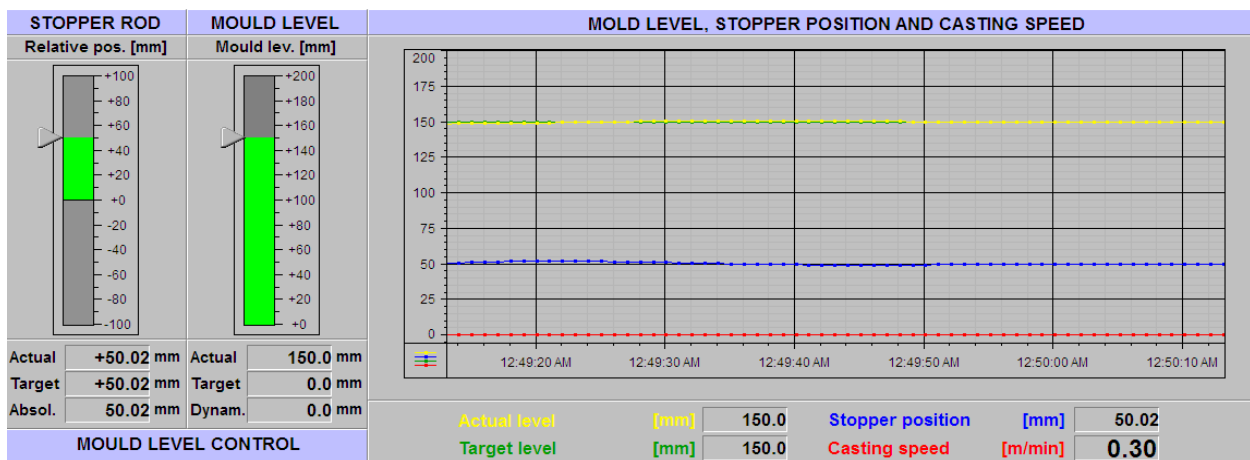 STOPPER ROD
Relative pos. [mm]
+100
+80
+60
+40
+20
+0
-20
-40
-60
-80
-100
Actual +50.02 mm
Target +50.02 mm
Absol. 50.02 mm
MOULD LEVEL
Mould lev. [mm]
+200
+180
+160
+140
+120
+100
+80
+60
+40
+20
+0
Actual 150.0 mm
Target 0.0 mm
Dynam. 0.0 mm
MOULD LEVEL CONTROL
MOLD LEVEL, STOPPER POSITION AND CASTING SPEED
200
175
150
125
100
75
50
25
0
12:49:20 AM 12:49:30 AM 12:49:40 AM 12:49:50 AM 12:50:00 AM 12:50:10 AM
Actual level [mm] 150.0 Stopper position [mm] 50.02
Target level [mm] 150.0 Casting speed [m/min] 0.30